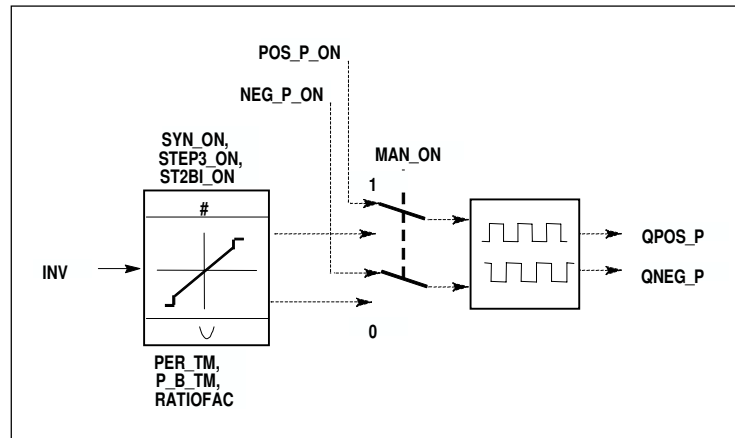 POS_P_ON
NEG_P_ON
SYN_ON,
STEP3_ON,
ST2BI_ON
MAN_ON
1
#
INV
QPOS_P
QNEG_P
0
PER_TM,
P_B_TM,
RATIOFAC